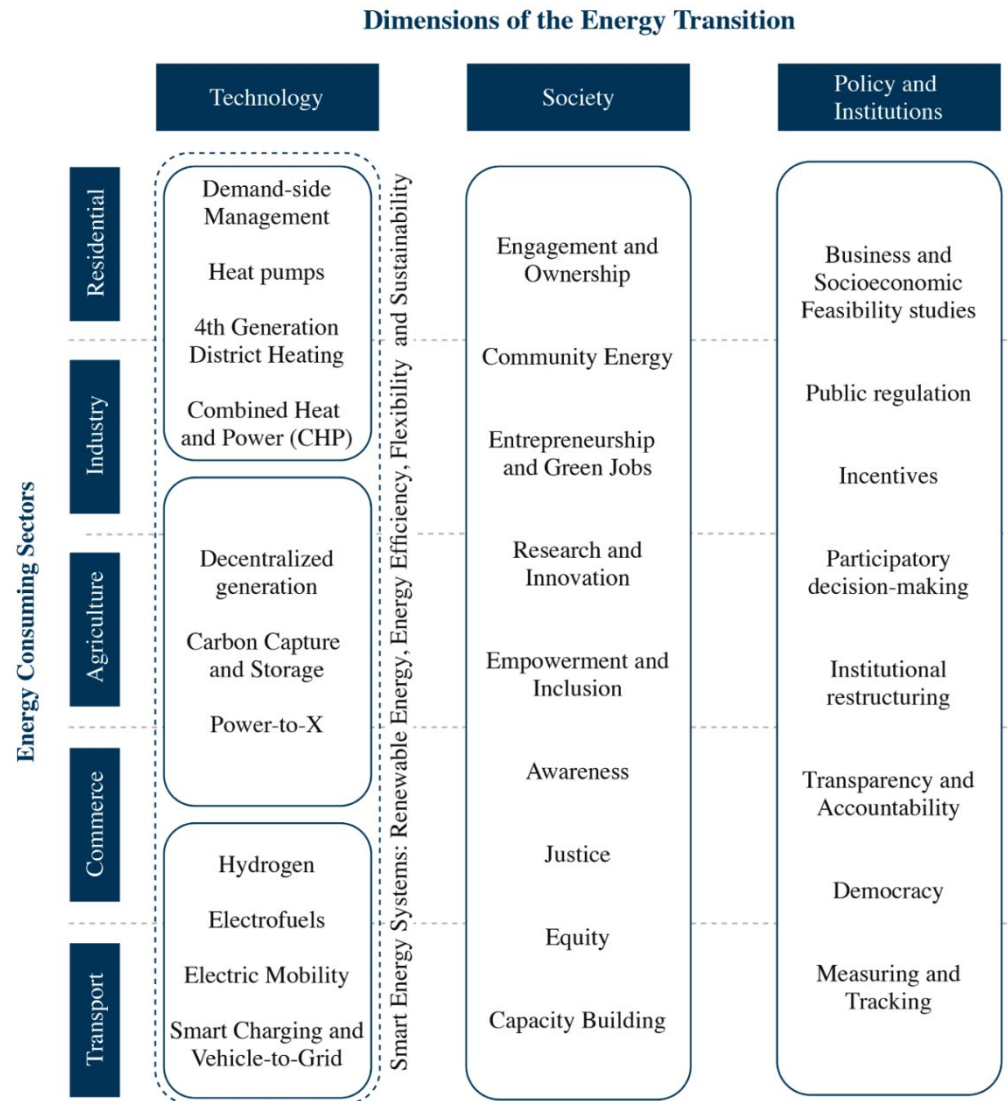 Dimensions of the Energy Transition
Technology
Society
Policy and
Institutions
Energy Consuming Sectors
Residential
Industry
Agriculture
Commerce
Transport
Demand-side
Management
Heat pumps
4th Generation
District Heating
Combined Heat
and Power (CHP)
Decentralized
generation
Carbon Capture
and Storage
Power-to-X
Hydrogen
Electrofuels
Electric Mobility
Smart Charging and
Vehicle-to-Grid
Smart Energy Systems: Renewable Energy, Energy Efficiency, Flexibility and Sustainability
Engagement and
Ownership
Community Energy
Entrepreneurship
and Green Jobs
Research and
Innovation
Empowerment and
Inclusion
Awareness
Justice
Equity
Capacity Building
Business and
Socioeconomic
Feasibility studies
Public regulation
Incentives
Participatory
decision-making
Institutional
restructuring
Transparency and
Accountability
Democracy
Measuring and
Tracking